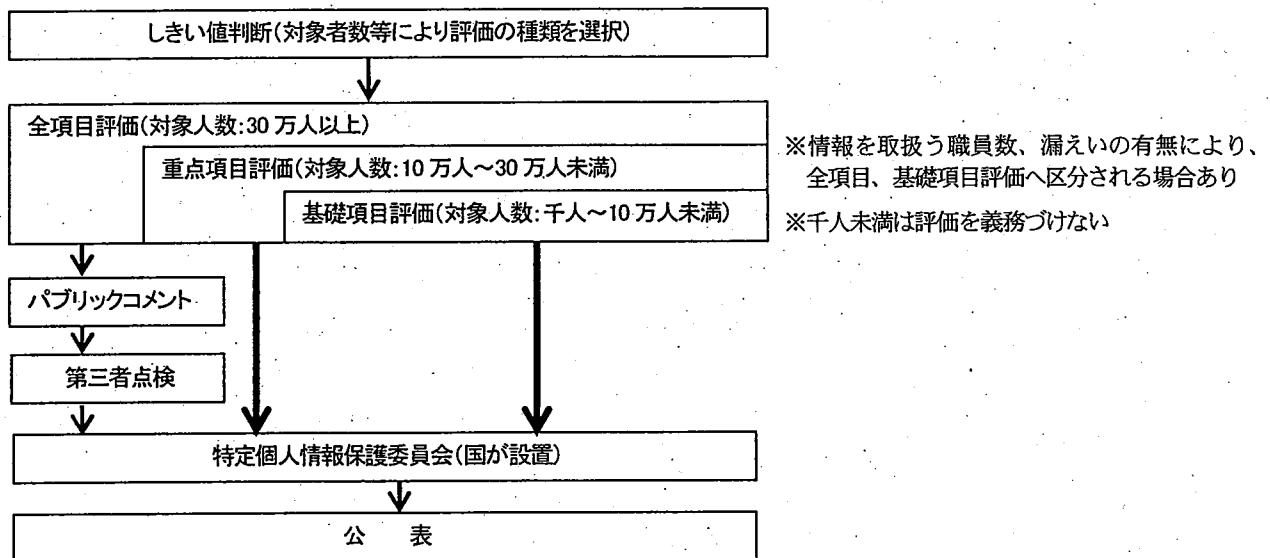 しきい値判断(対象者数等により評価の種類を選択)
全項目評価(対象人数:30万人以上)
重点項目評価(対象人数:10万人～30万人未満)
基礎項目評価(対象人数:千人～10万人未満)
※情報を取扱う職員数、漏えいの有無により、
全項目、基礎項目評価へ区分される場合あり
※千人未満は評価を義務づけない
パブリックコメント
第三者点検
特定個人情報保護委員会(国が設置)
公　表